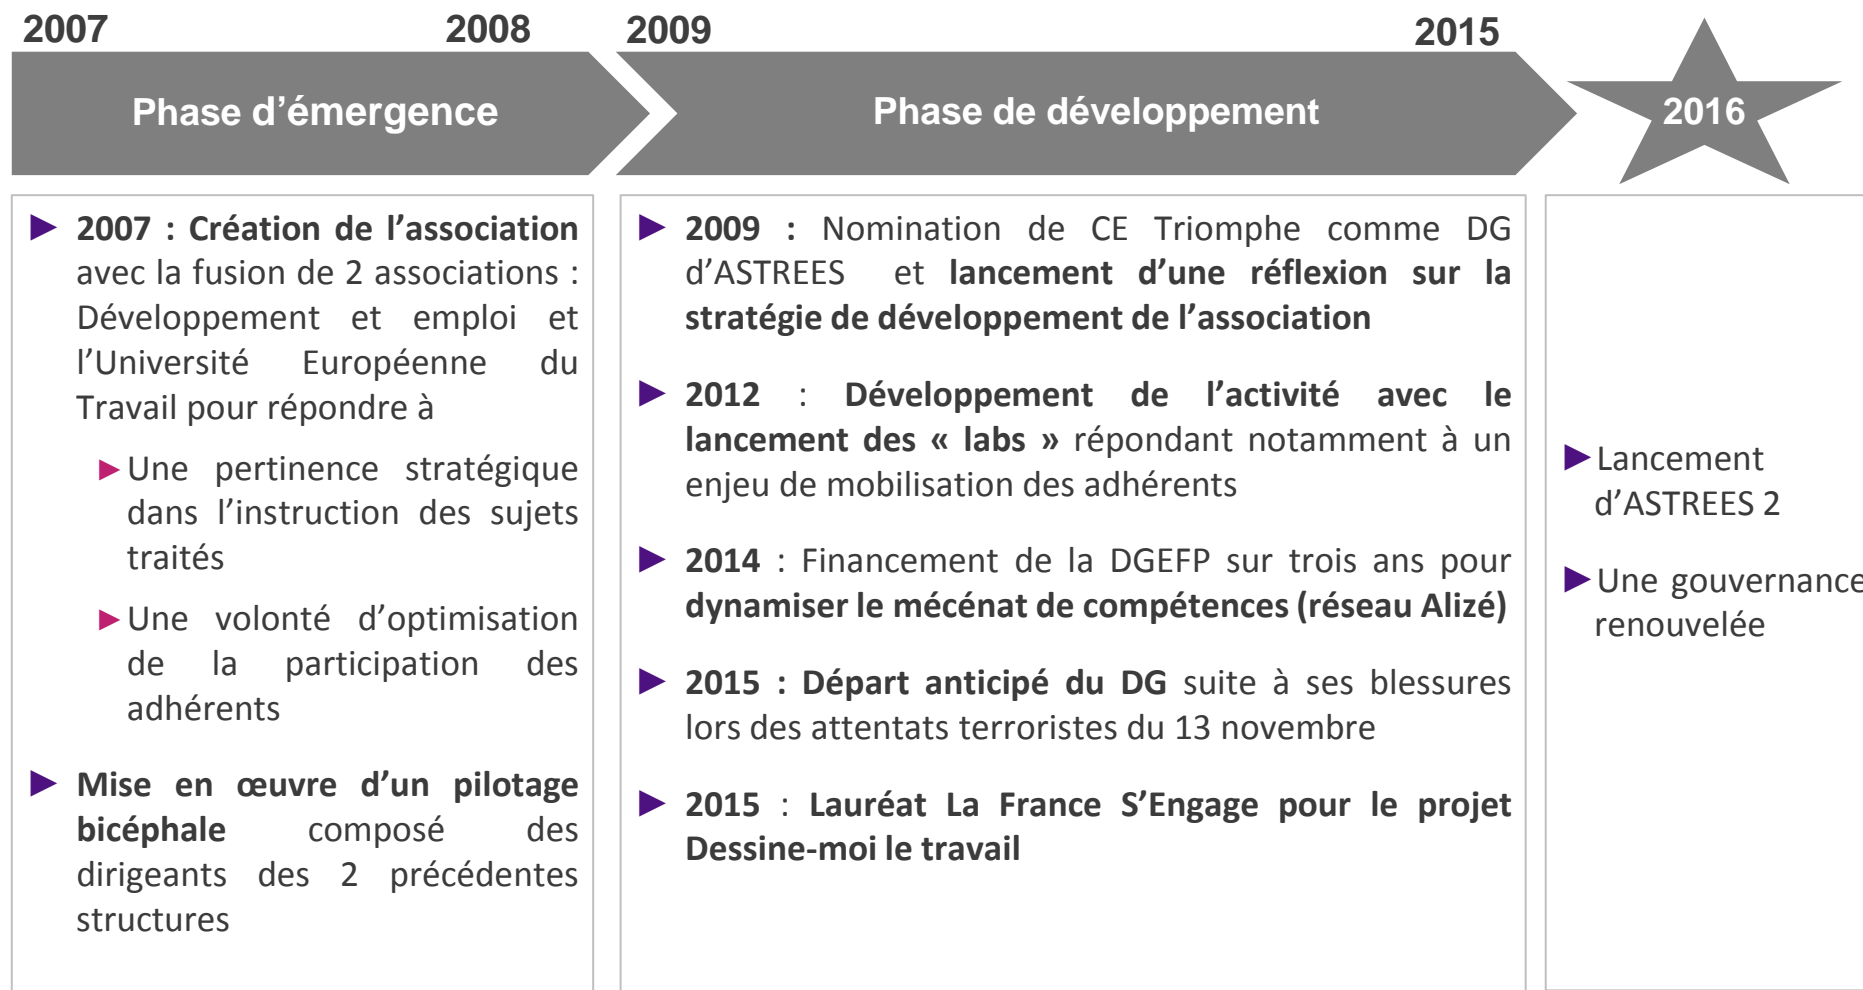 2007 2008 2009 2015
Phase d’émergence
Phase de développement
2016
► 2007 : Création de l’association
avec la fusion de 2 associations :
Développement et emploi et
l’Université Européenne du
Travail pour répondre à
► Une pertinence stratégique
dans l’instruction des sujets
traités
► Une volonté d’optimisation
de la participation des
adhérents
► Mise en œuvre d’un pilotage
bicéphale composé des
dirigeants des 2 précédentes
structures
► 2009 : Nomination de CE Triomphe comme DG
d’ASTREES et lancement d’une réflexion sur la
stratégie de développement de l’association
► 2012 : Développement de l’activité avec le
lancement des « labs » répondant notamment à un
enjeu de mobilisation des adhérents
► 2014 : Financement de la DGEFP sur trois ans pour
dynamiser le mécénat de compétences (réseau Alizé)
► 2015 : Départ anticipé du DG suite à ses blessures
lors des attentats terroristes du 13 novembre
► 2015 : Lauréat La France S’Engage pour le projet
Dessine-moi le travail
► Lancement
d’ASTREES 2
► Une gouvernance
renouvelée